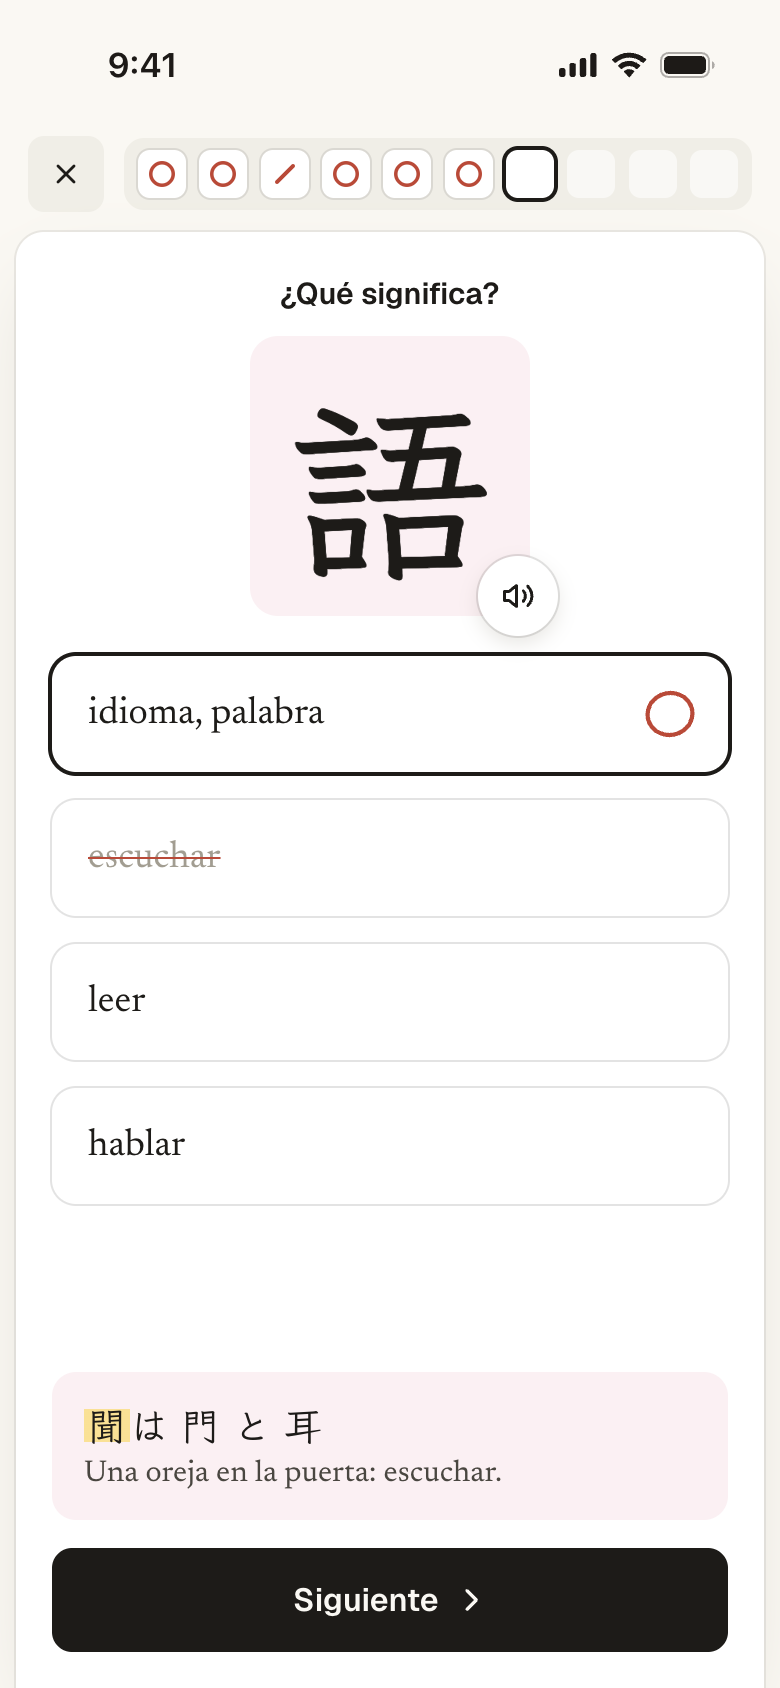 9:41
¿Qué significa?
語
idioma, palabra
escuchar
leer
hablar
聞は 門 と 耳
Una oreja en la puerta: escuchar.
Siguiente